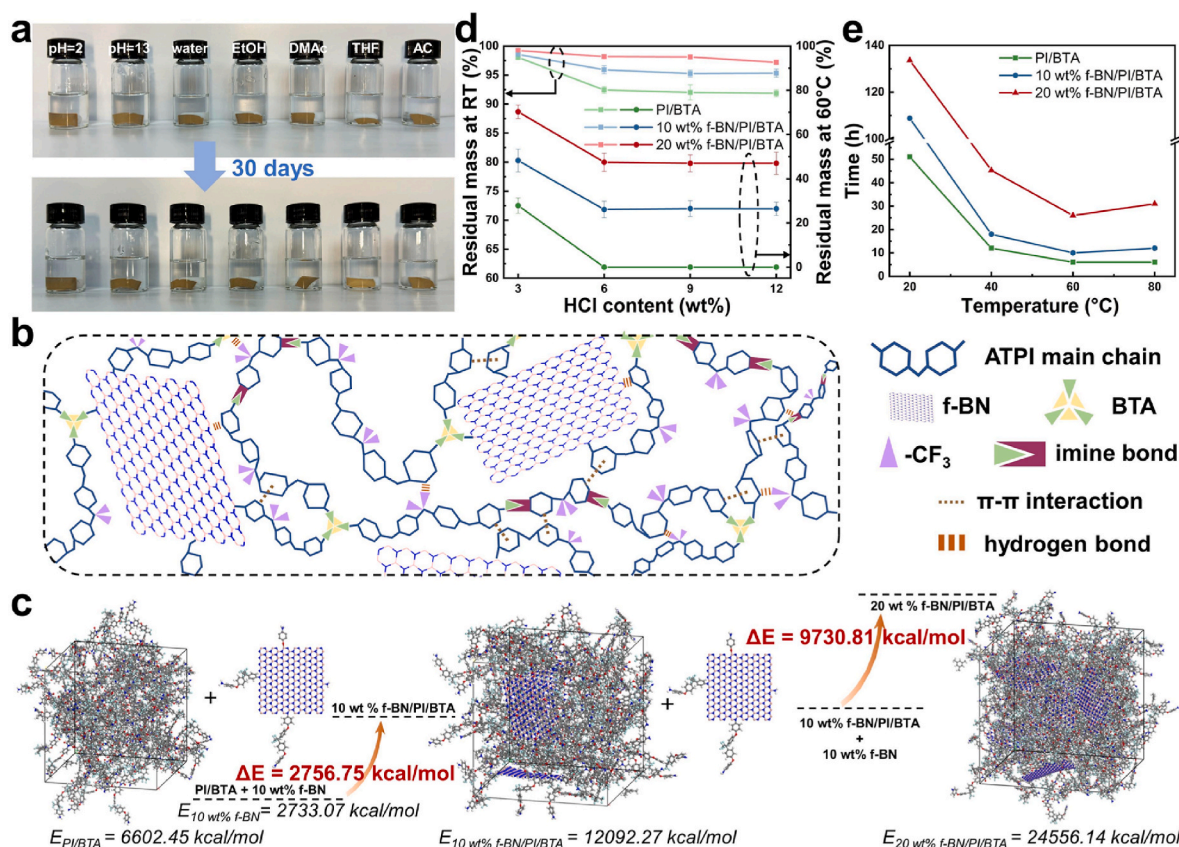 a
pH=2 pH=13 water EtOH DMAc THF AC
30 days
d
Residual mass at RT (%)
100
95
90
85
80
75
70
65
60
PI/BTA
10 wt% f-BN/PI/BTA
20 wt% f-BN/PI/BTA
3 6 9 12
HCl content (wt%)
100
80
60
40
20
0
Residual mass at 60°C (%)
e
Time (h)
140
120
100
50
40
30
20
10
0
PI/BTA
10 wt% f-BN/PI/BTA
20 wt% f-BN/PI/BTA
20 40 60 80
Temperature (°C)
b
ATPI main chain
f-BN
BTA
-CF₃
imine bond
π-π interaction
hydrogen bond
c
+
10 wt % f-BN/PI/BTA
ΔE = 2756.75 kcal/mol
PI/BTA + 10 wt% f-BN
E10 wt% f-BN = 2733.07 kcal/mol
EPI/BTA = 6602.45 kcal/mol
+
20 wt % f-BN/PI/BTA
ΔE = 9730.81 kcal/mol
10 wt% f-BN/PI/BTA
+
10 wt% f-BN
E10 wt% f-BN/PI/BTA = 12092.27 kcal/mol
E20 wt% f-BN/PI/BTA = 24556.14 kcal/mol